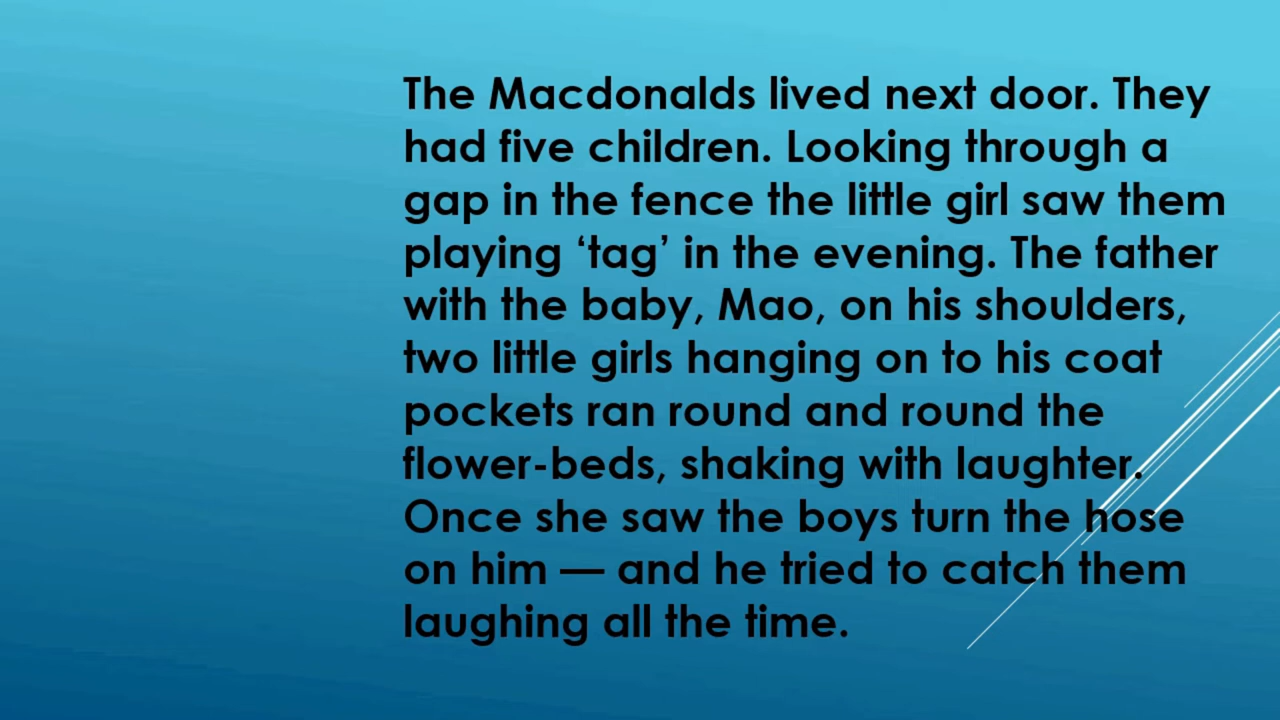 The Macdonalds lived next door. They
had five children. Looking through a
gap in the fence the little girl saw them
playing ‘tag’ in the evening. The father
with the baby, Mao, on his shoulders,
two little girls hanging on to his coat
pockets ran round and round the
flower-beds, shaking with laughter.
Once she saw the boys turn the hose
on him — and he tried to catch them
laughing all the time.